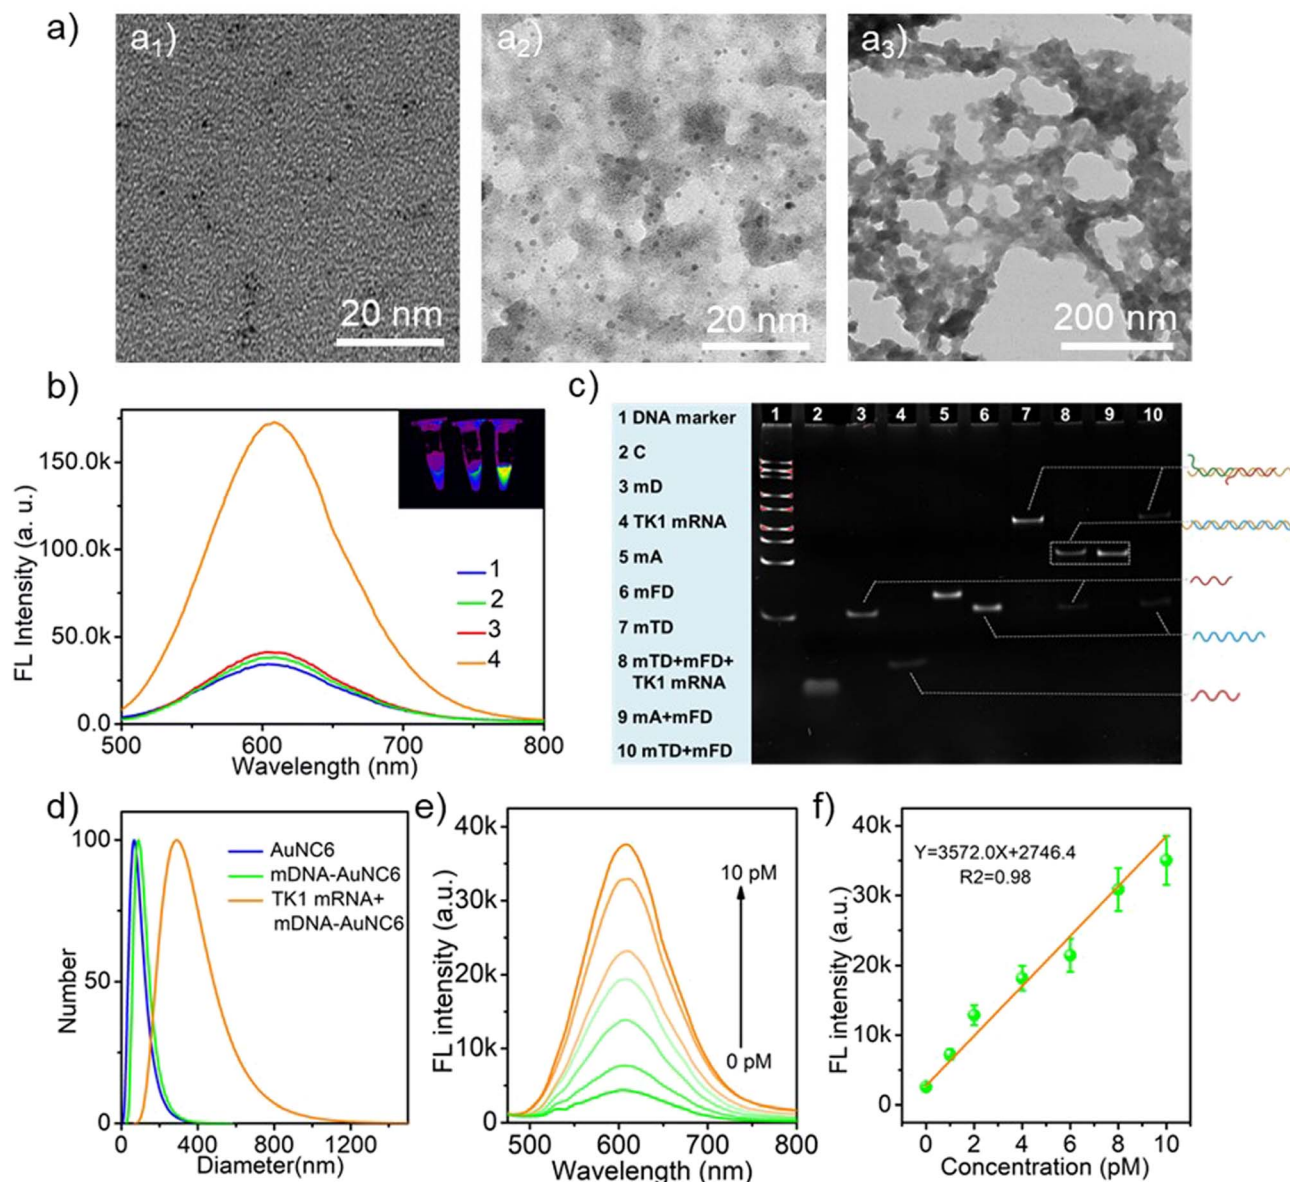 a)
a1)
a2)
a3)
20 nm
20 nm
200 nm
b)
FL Intensity (a. u.)
150.0k
100.0k
50.0k
0.0
500
600
700
800
Wavelength (nm)
1
2
3
4
c)
1 DNA marker
2 C
3 mD
4 TK1 mRNA
5 mA
6 mFD
7 mTD
8 mTD+mFD+
TK1 mRNA
9 mA+mFD
10 mTD+mFD
1 2 3 4 5 6 7 8 9 10
d)
Number
100
50
0
0
400
800
1200
Diameter(nm)
AuNC6
mDNA-AuNC6
TK1 mRNA+
mDNA-AuNC6
e)
FL intensity (a.u.)
40k
30k
20k
10k
0
500
600
700
800
Wavelength (nm)
10 pM
0 pM
f)
FL intensity (a.u.)
40k
30k
20k
10k
0
0
2
4
6
8
10
Concentration (pM)
Y=3572.0X+2746.4
R2=0.98